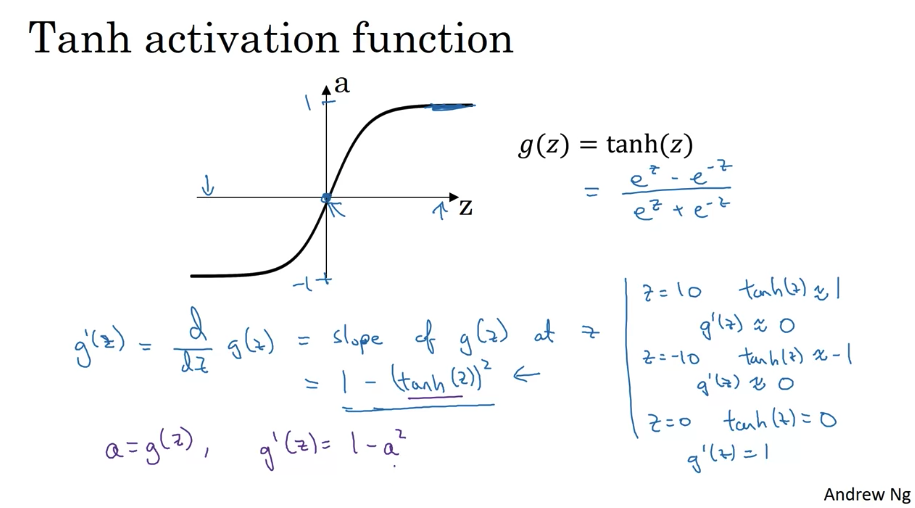 Tanh activation function
a
1
z
-1
g(z) = tanh(z)
= (e^z - e^-z) / (e^z + e^-z)
g'(z) = d/dz g(z) = slope of g(z) at z
= 1 - (tanh(z))² ←
a = g(z), g'(z) = 1 - a²
z = 10 tanh(z) ≈ 1
g'(z) ≈ 0
z = -10 tanh(z) ≈ -1
g'(z) ≈ 0
z = 0 tanh(z) = 0
g'(z) = 1
Andrew Ng